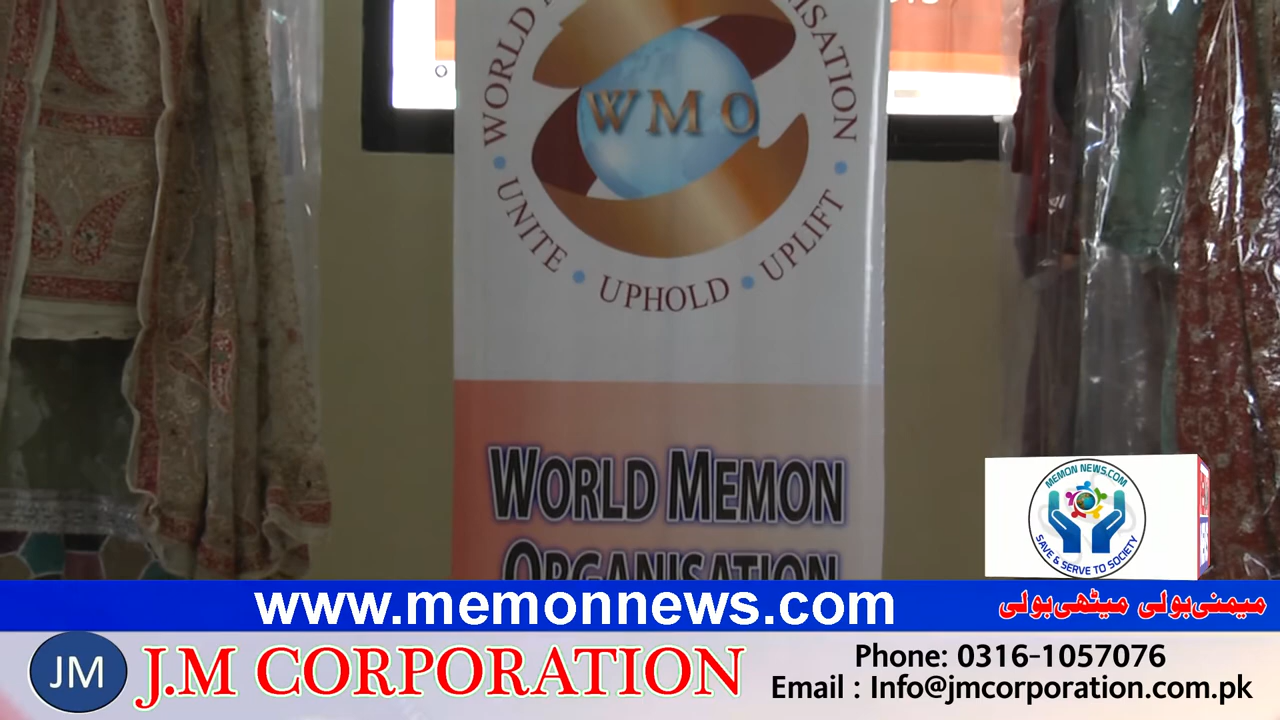 WORLD
ISATION
WMO
UNITE • UPHOLD • UPLIFT
WORLD MEMON
ORGANISATION
MEMON NEWS.COM
SAVE & SERVE TO SOCIETY
www.memonnews.com
میمنی بولی میٹھی بولی
JM
J.M CORPORATION
Phone: 0316-1057076
Email : Info@jmcorporation.com.pk